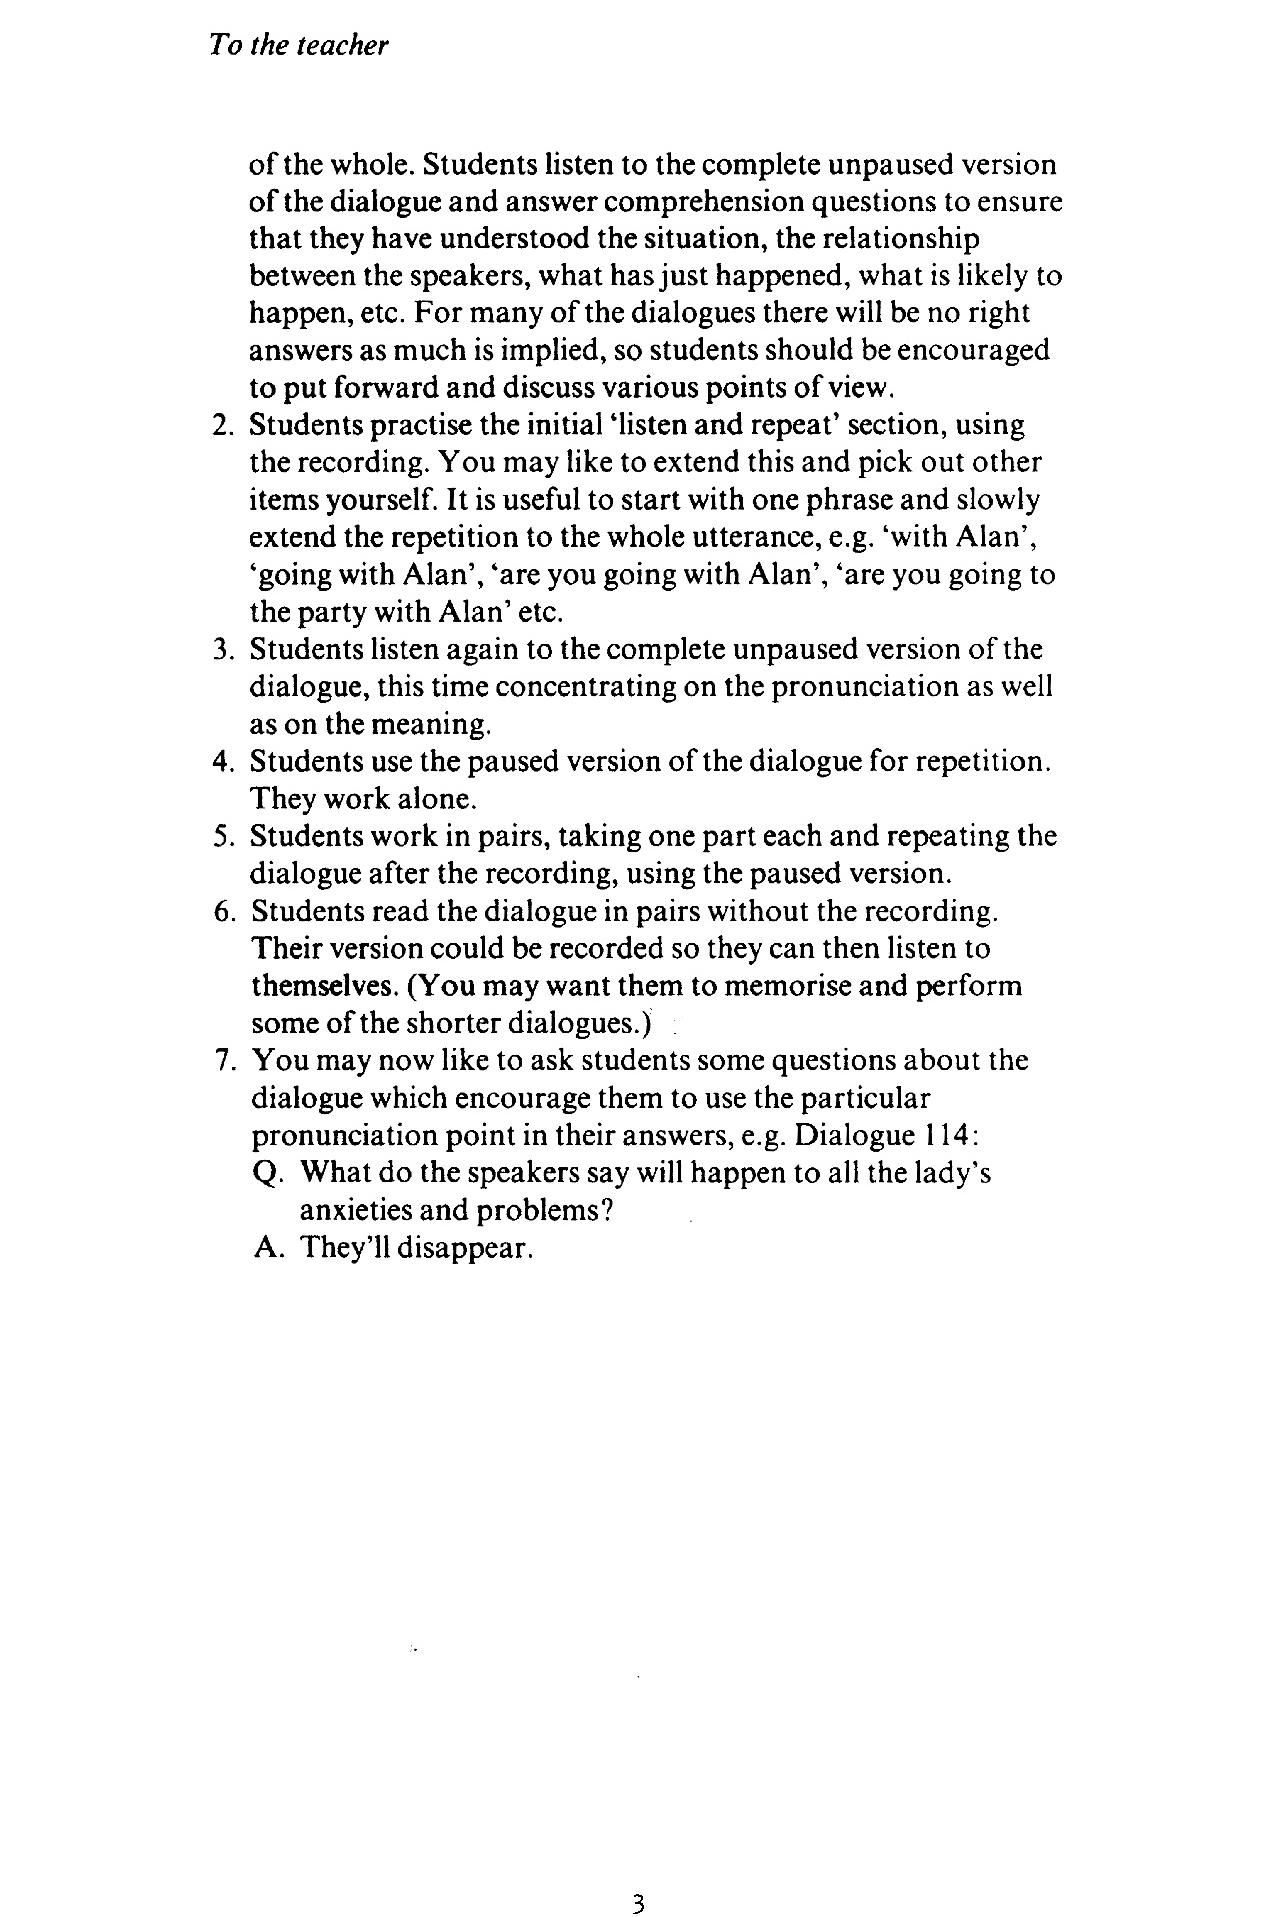 To the teacher
of the whole. Students listen to the complete unpaused version
of the dialogue and answer comprehension questions to ensure
that they have understood the situation, the relationship
between the speakers, what has just happened, what is likely to
happen, etc. For many of the dialogues there will be no right
answers as much is implied, so students should be encouraged
to put forward and discuss various points of view.
2. Students practise the initial ‘listen and repeat’ section, using
the recording. You may like to extend this and pick out other
items yourself. It is useful to start with one phrase and slowly
extend the repetition to the whole utterance, e.g. ‘with Alan’,
‘going with Alan’, ‘are you going with Alan’, ‘are you going to
the party with Alan’ etc.
3. Students listen again to the complete unpaused version of the
dialogue, this time concentrating on the pronunciation as well
as on the meaning.
4. Students use the paused version of the dialogue for repetition.
They work alone.
5. Students work in pairs, taking one part each and repeating the
dialogue after the recording, using the paused version.
6. Students read the dialogue in pairs without the recording.
Their version could be recorded so they can then listen to
themselves. (You may want them to memorise and perform
some of the shorter dialogues.)
7. You may now like to ask students some questions about the
dialogue which encourage them to use the particular
pronunciation point in their answers, e.g. Dialogue 114:
Q. What do the speakers say will happen to all the lady’s
anxieties and problems?
A. They’ll disappear.
3